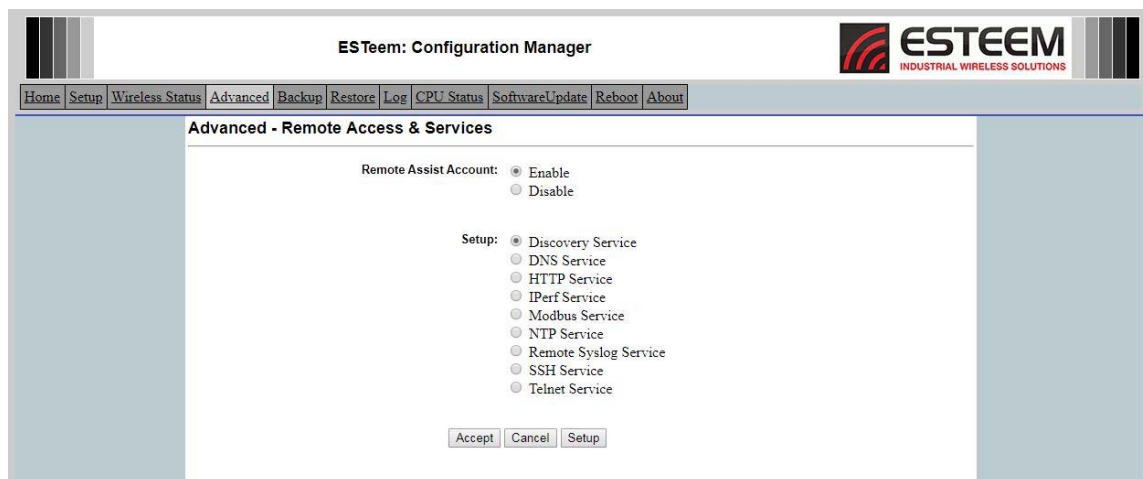 ESTeem: Configuration Manager
ESTEEM
INDUSTRIAL WIRELESS SOLUTIONS
Home Setup Wireless Status Advanced Backup Restore Log CPU Status SoftwareUpdate Reboot About
Advanced - Remote Access & Services
Remote Assist Account: Enable
Disable
Setup: Discovery Service
DNS Service
HTTP Service
IPerf Service
Modbus Service
NTP Service
Remote Syslog Service
SSH Service
Telnet Service
Accept Cancel Setup